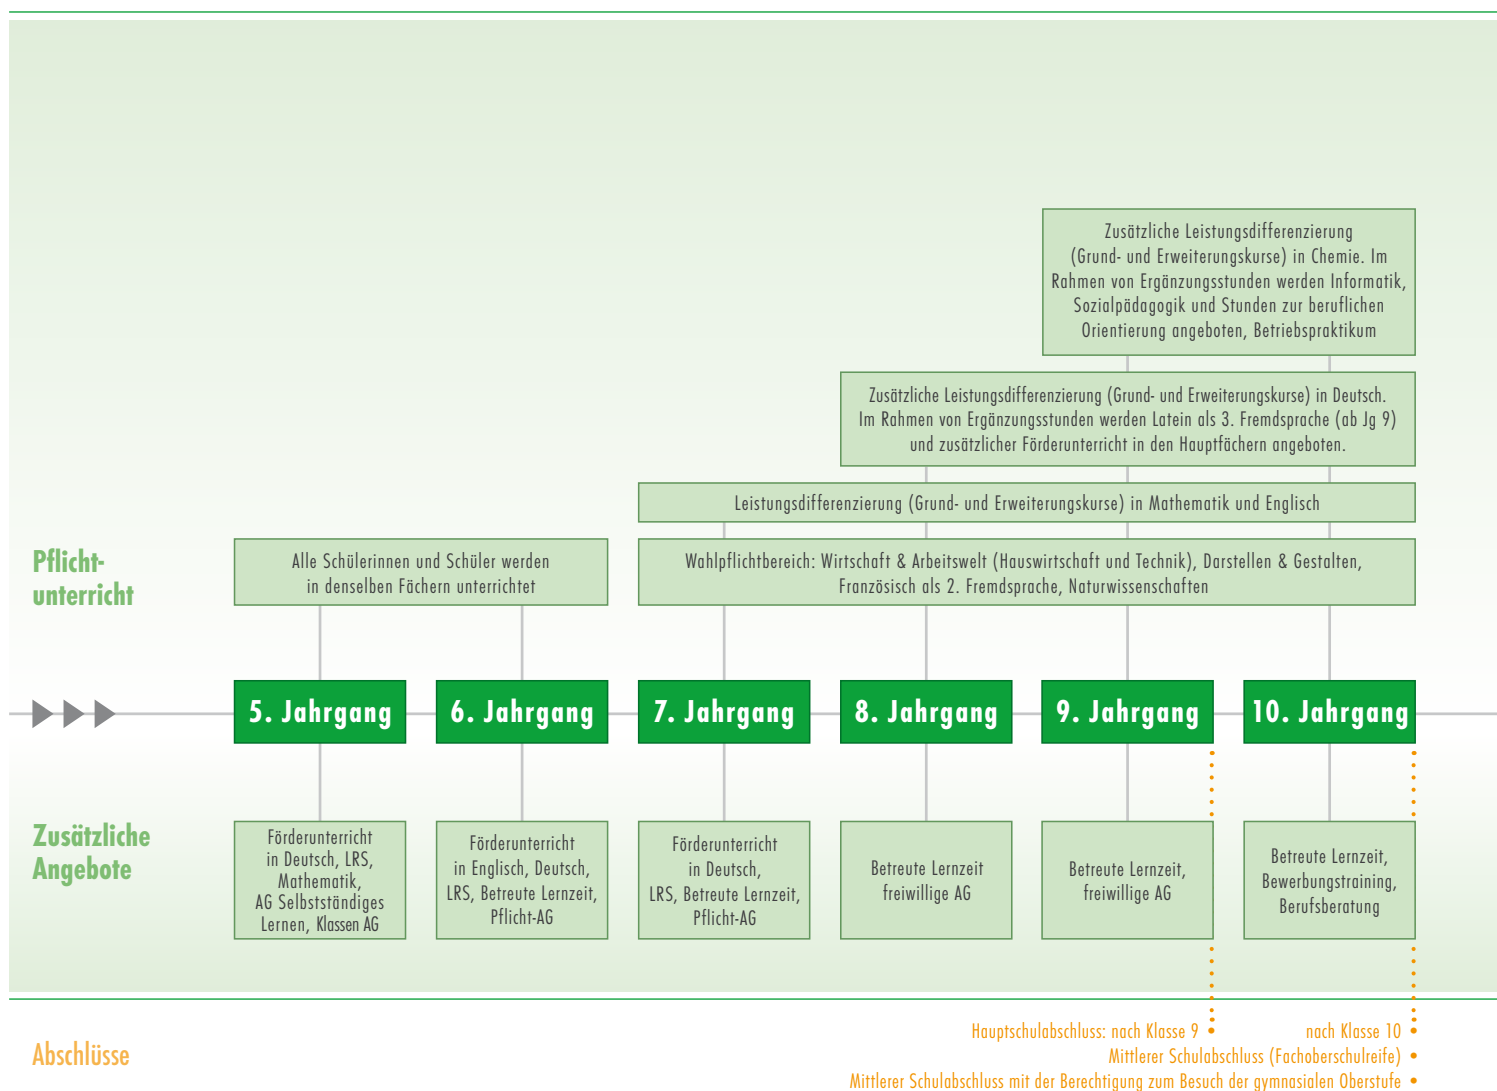 Zusätzliche Leistungsdifferenzierung
(Grund- und Erweiterungskurse) in Chemie. Im
Rahmen von Ergänzungsstunden werden Informatik,
Sozialpädagogik und Stunden zur beruflichen
Orientierung angeboten, Betriebspraktikum
Zusätzliche Leistungsdifferenzierung (Grund- und Erweiterungskurse) in Deutsch.
Im Rahmen von Ergänzungsstunden werden Latein als 3. Fremdsprache (ab Jg 9)
und zusätzlicher Förderunterricht in den Hauptfächern angeboten.
Leistungsdifferenzierung (Grund- und Erweiterungskurse) in Mathematik und Englisch
Pflicht-
unterricht
Alle Schülerinnen und Schüler werden
in denselben Fächern unterrichtet
Wahlpflichtbereich: Wirtschaft & Arbeitswelt (Hauswirtschaft und Technik), Darstellen & Gestalten,
Französisch als 2. Fremdsprache, Naturwissenschaften
5. Jahrgang
6. Jahrgang
7. Jahrgang
8. Jahrgang
9. Jahrgang
10. Jahrgang
Zusätzliche
Angebote
Förderunterricht
in Deutsch, LRS,
Mathematik,
AG Selbstständiges
Lernen, Klassen AG
Förderunterricht
in Englisch, Deutsch,
LRS, Betreute Lernzeit,
Pflicht-AG
Förderunterricht
in Deutsch,
LRS, Betreute Lernzeit,
Pflicht-AG
Betreute Lernzeit
freiwillige AG
Betreute Lernzeit,
freiwillige AG
Betreute Lernzeit,
Bewerbungstraining,
Berufsberatung
Abschlüsse
Hauptschulabschluss: nach Klasse 9 • nach Klasse 10 •
Mittlerer Schulabschluss (Fachoberschulreife) •
Mittlerer Schulabschluss mit der Berechtigung zum Besuch der gymnasialen Oberstufe •